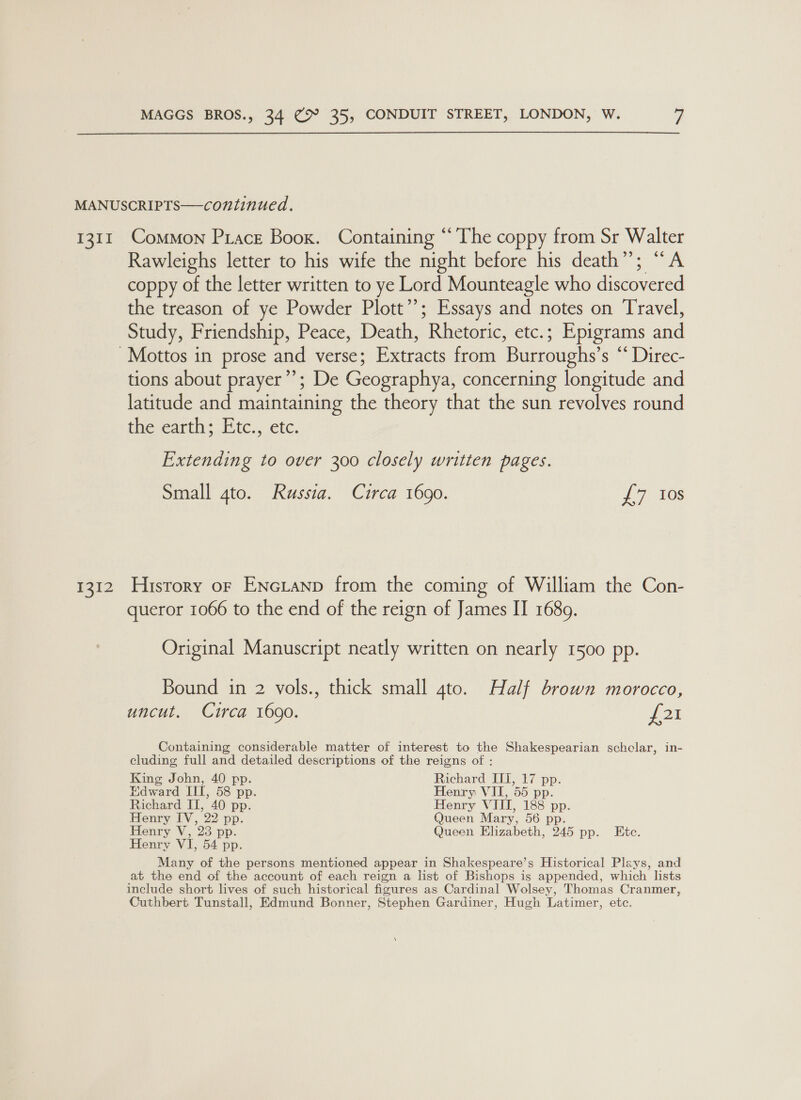 MAGGS BROS., 34 & 35, CONDUIT STREET, LONDON, W. 7
MANUSCRIPTS—continued.
1311 COMMON PLACE BOOK. Containing “The coppy from Sr Walter
Rawleighs letter to his wife the night before his death”; “A
coppy of the letter written to ye Lord Mounteagle who discovered
the treason of ye Powder Plott”; Essays and notes on Travel,
Study, Friendship, Peace, Death, Rhetoric, etc.; Epigrams and
Mottos in prose and verse; Extracts from Burroughs’s “Direc-
tions about prayer”; De Geographya, concerning longitude and
latitude and maintaining the theory that the sun revolves round
the earth; Etc., etc.
Extending to over 300 closely written pages.
Small 4to. Russia. Circa 1690. £7 10s
1312 HISTORY OF ENGLAND from the coming of William the Con-
queror 1066 to the end of the reign of James II 1689.
Original Manuscript neatly written on nearly 1500 pp.
Bound in 2 vols., thick small 4to. Half brown morocco,
uncut. Circa 1690. £21
Containing considerable matter of interest to the Shakespearian scholar, in-
cluding full and detailed descriptions of the reigns of :
King John, 40 pp. Richard III, 17 pp.
Edward III, 58 pp. Henry VII, 55 pp.
Richard II, 40 pp. Henry VIII, 188 pp.
Henry IV, 22 pp. Queen Mary, 56 pp.
Henry V, 23 pp. Queen Elizabeth, 245 pp. Etc.
Henry VI, 54 pp.
Many of the persons mentioned appear in Shakespeare’s Historical Plays, and
at the end of the account of each reign a list of Bishops is appended, which lists
include short lives of such historical figures as Cardinal Wolsey, Thomas Cranmer,
Cuthbert Tunstall, Edmund Bonner, Stephen Gardiner, Hugh Latimer, etc.